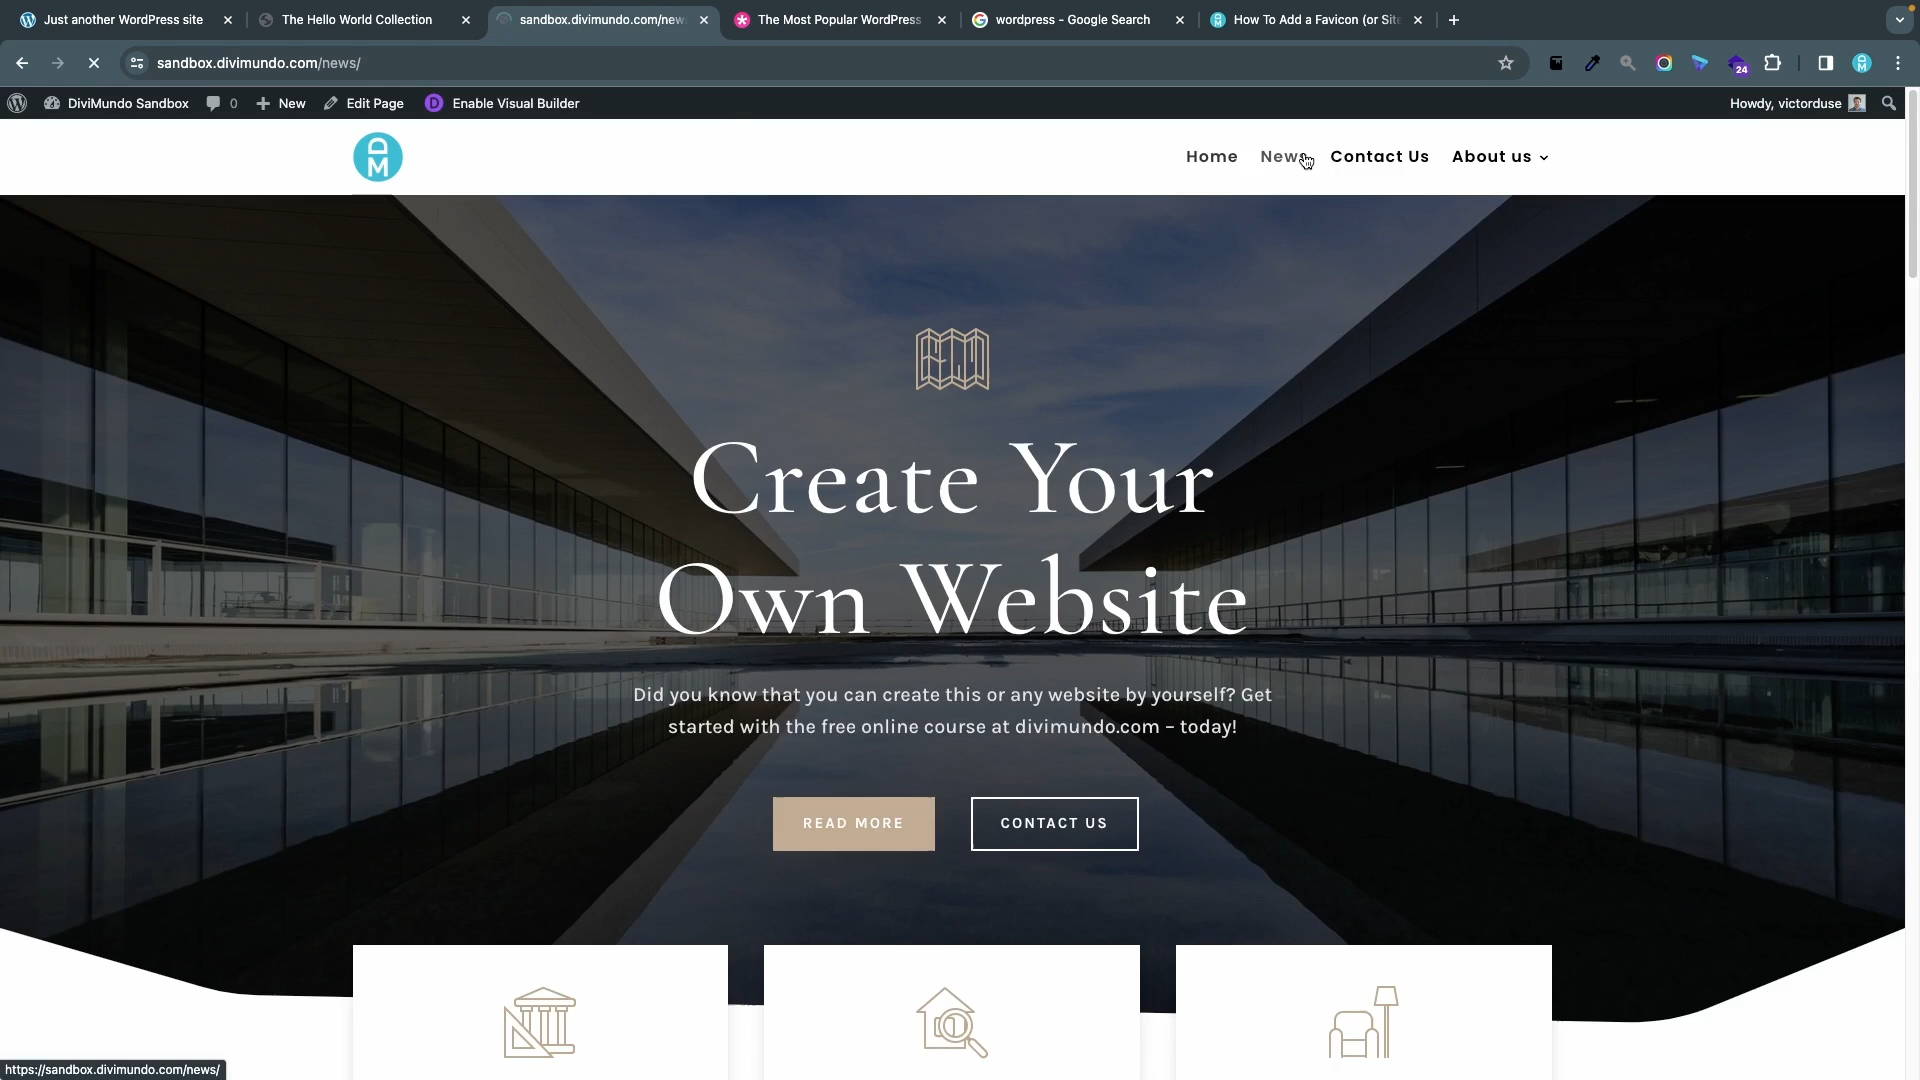 Just another WordPress site
The Hello World Collection
sandbox.divimundo.com/new
The Most Popular WordPress
wordpress - Google Search
How To Add a Favicon (or Site
sandbox.divimundo.com/news/
24
DiviMundo Sandbox
0
New
Edit Page
D
Enable Visual Builder
Howdy, victorduse
DM
Home
News
Contact Us
About us
Create Your
Own Website
Did you know that you can create this or any website by yourself? Get
started with the free online course at divimundo.com – today!
READ MORE
CONTACT US
https://sandbox.divimundo.com/news/